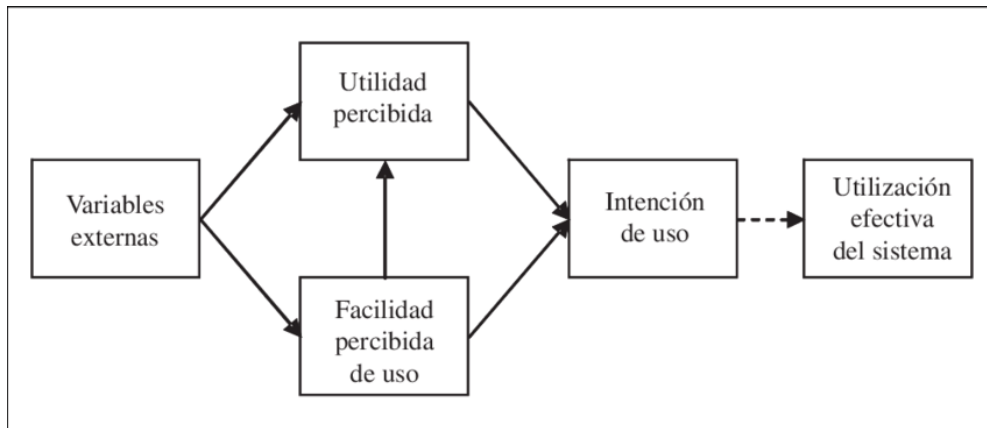 Utilidad
percibida
Variables
externas
Facilidad
percibida
de uso
Intención
de uso
Utilización
efectiva
del sistema